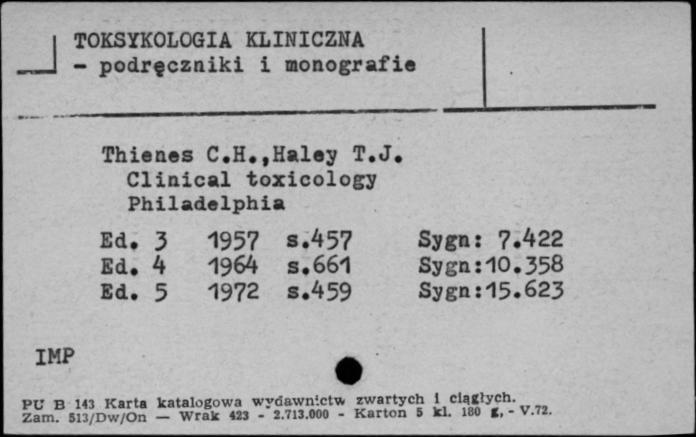 TOKSYKOLOGIA KLINICZNA
- podręczniki i monografie
Thienes C.H.,Haley T.J.
Clinical toxicology
Philadelphia
Ed. 3 1957 s.457 Sygn: 7.422
Ed. 4 1964 s.661 Sygn:10.358
Ed. 5 1972 s.459 Sygn:15.623
IMP
PU B 143 Karta katalogowa wydawnictw zwartych i ciągłych.
Zam. 513/Dw/On — Wrak 423 - 2.713.000 - Karton 5 kl. 180 g, - V.72.